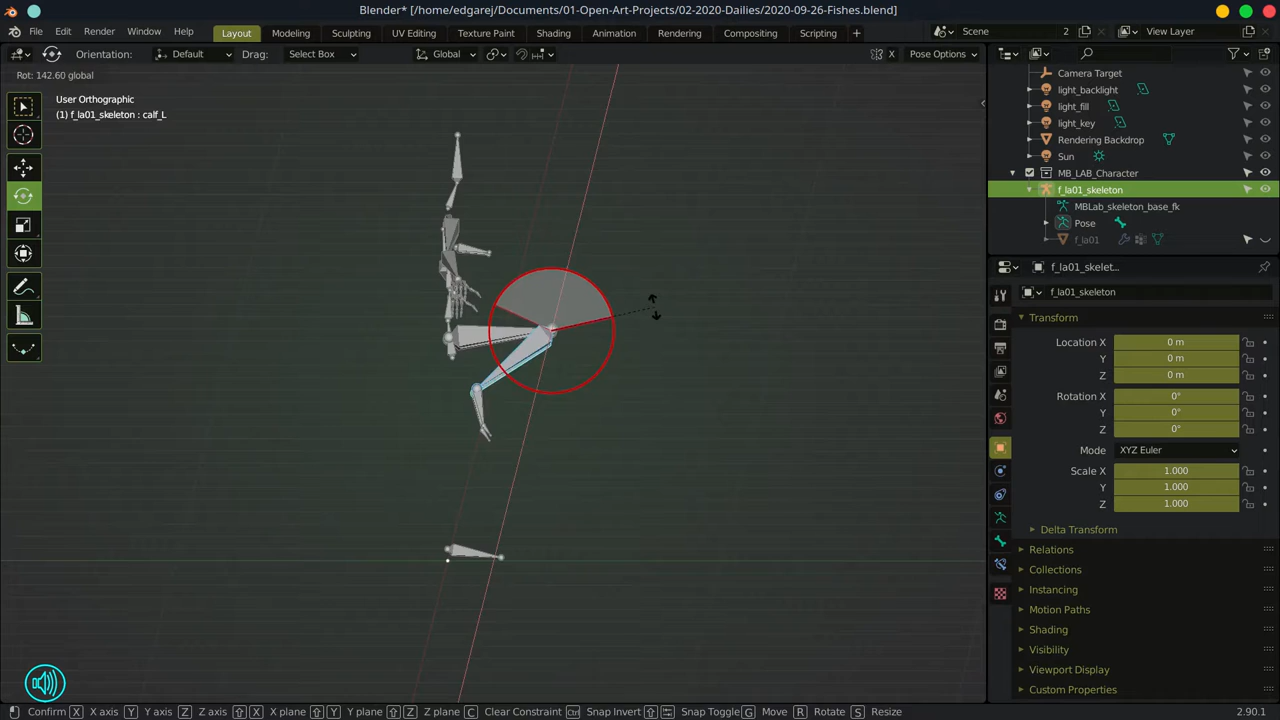 Blender* [/home/edgarej/Documents/01-Open-Art-Projects/02-2020-Dailies/2020-09-26-Fishes.blend]
File Edit Render Window Help Layout Modeling Sculpting UV Editing Texture Paint Shading Animation Rendering Compositing Scripting + Scene 2 View Layer
Orientation: Default Drag: Select Box Global X Pose Options
Rot: 142.60 global
User Orthographic
(1) f_la01_skeleton : calf_L
Camera Target
light_backlight
light_fill
light_key
Rendering Backdrop
Sun
MB_LAB_Character
f_la01_skeleton
MBLab_skeleton_base_fk
Pose
f_la01
f_la01_skelet...
f_la01_skeleton
Transform
Location X 0 m
Y 0 m
Z 0 m
Rotation X 0°
Y 0°
Z 0°
Mode XYZ Euler
Scale X 1.000
Y 1.000
Z 1.000
Delta Transform
Relations
Collections
Instancing
Motion Paths
Shading
Visibility
Viewport Display
Custom Properties
Confirm X X axis Y Y axis Z Z axis X X plane Y Y plane Z Z plane C Clear Constraint Ctrl Snap Invert Snap Toggle G Move R Rotate S Resize 2.90.1